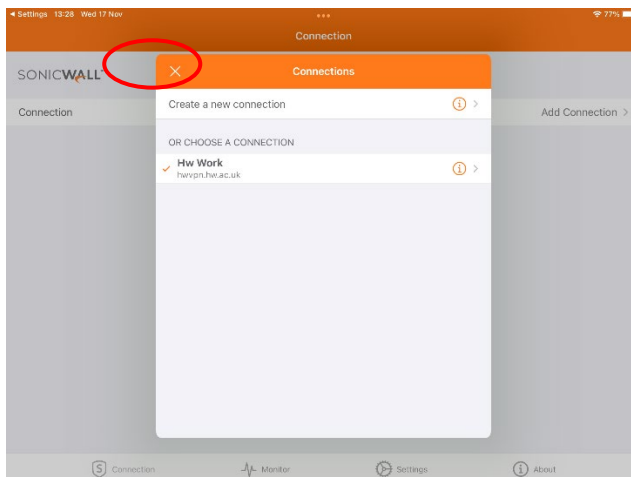 Settings 13:28 Wed 17 Nov 77%
Connection
SONICWALL
Connections
Connection
Add Connection
Create a new connection
OR CHOOSE A CONNECTION
Hw Work
hwvpn.hw.ac.uk
Connection Monitor Settings About